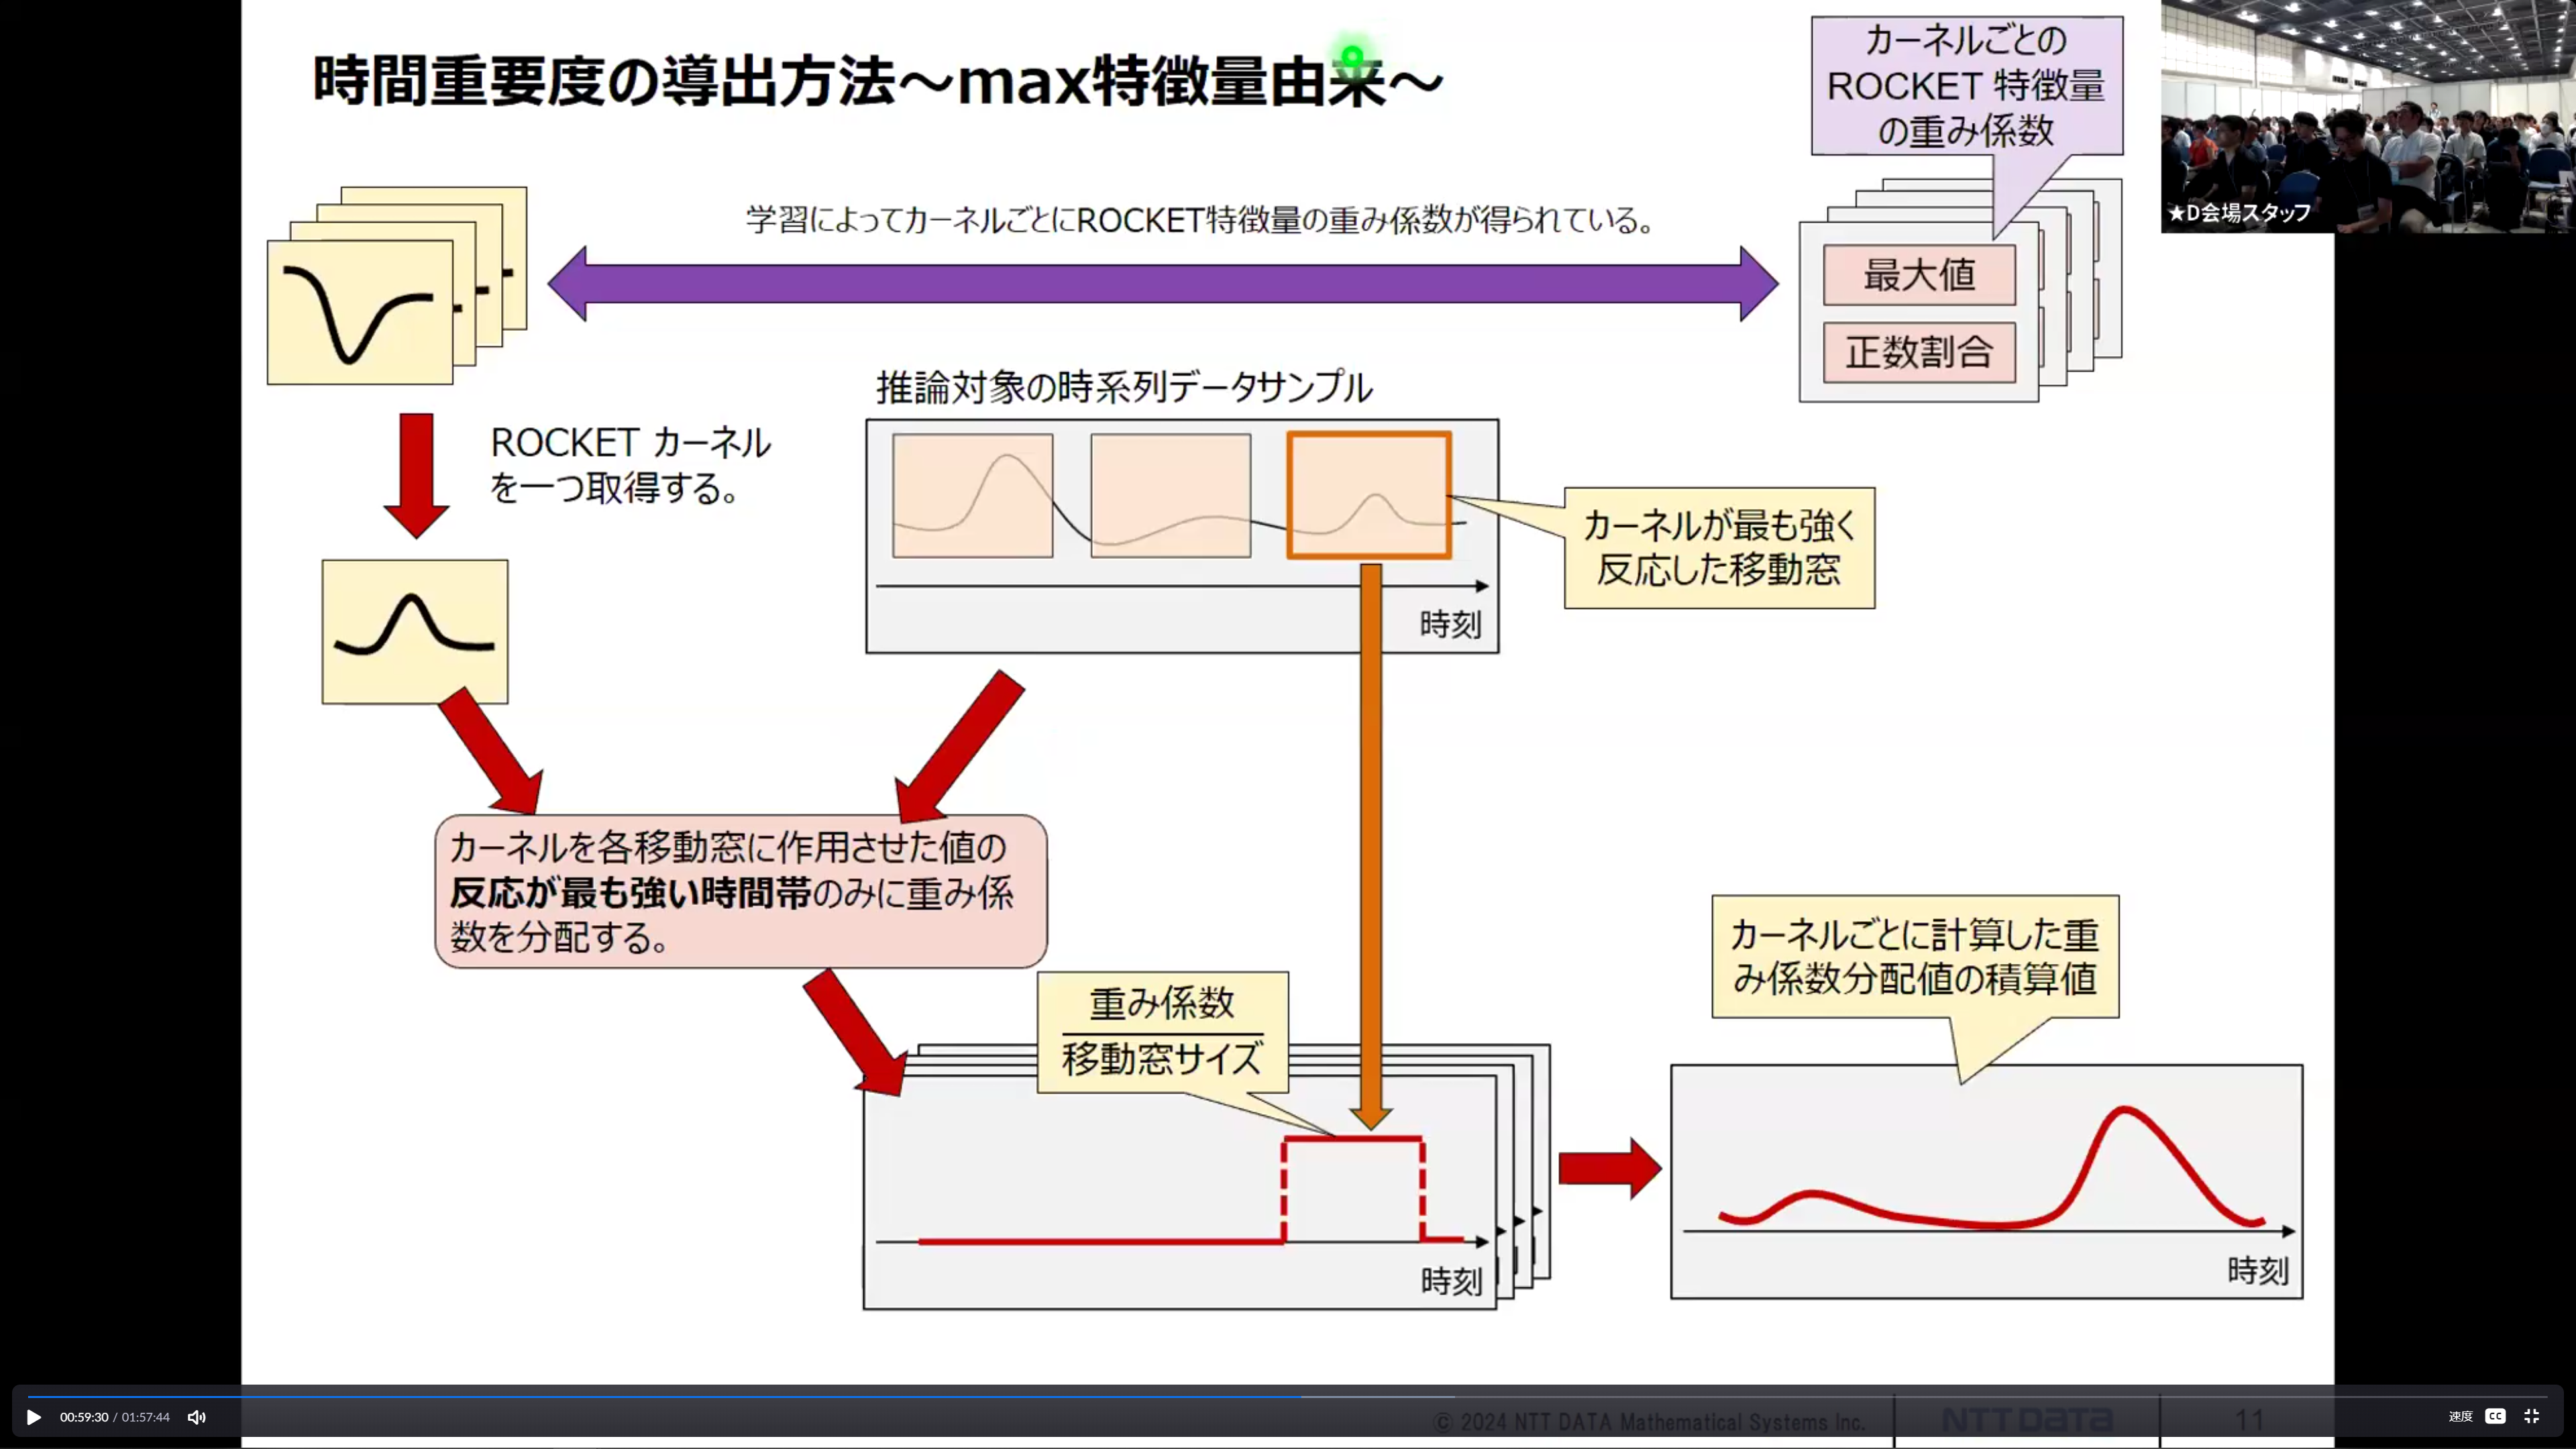 時間重要度の導出方法～max特徴量由来～
カーネルごとの
ROCKET 特徴量
の重み係数
★D会場スタッフ
学習によってカーネルごとにROCKET特徴量の重み係数が得られている。
最大値
正数割合
推論対象の時系列データサンプル
ROCKET カーネル
を一つ取得する。
カーネルが最も強く
反応した移動窓
時刻
カーネルを各移動窓に作用させた値の
反応が最も強い時間帯のみに重み係
数を分配する。
重み係数
移動窓サイズ
カーネルごとに計算した重
み係数分配値の積算値
時刻
時刻
00:59:30 / 01:57:44
© 2024 NTT DATA Mathematical Systems Inc.
NTT DATA
11
速度
CC